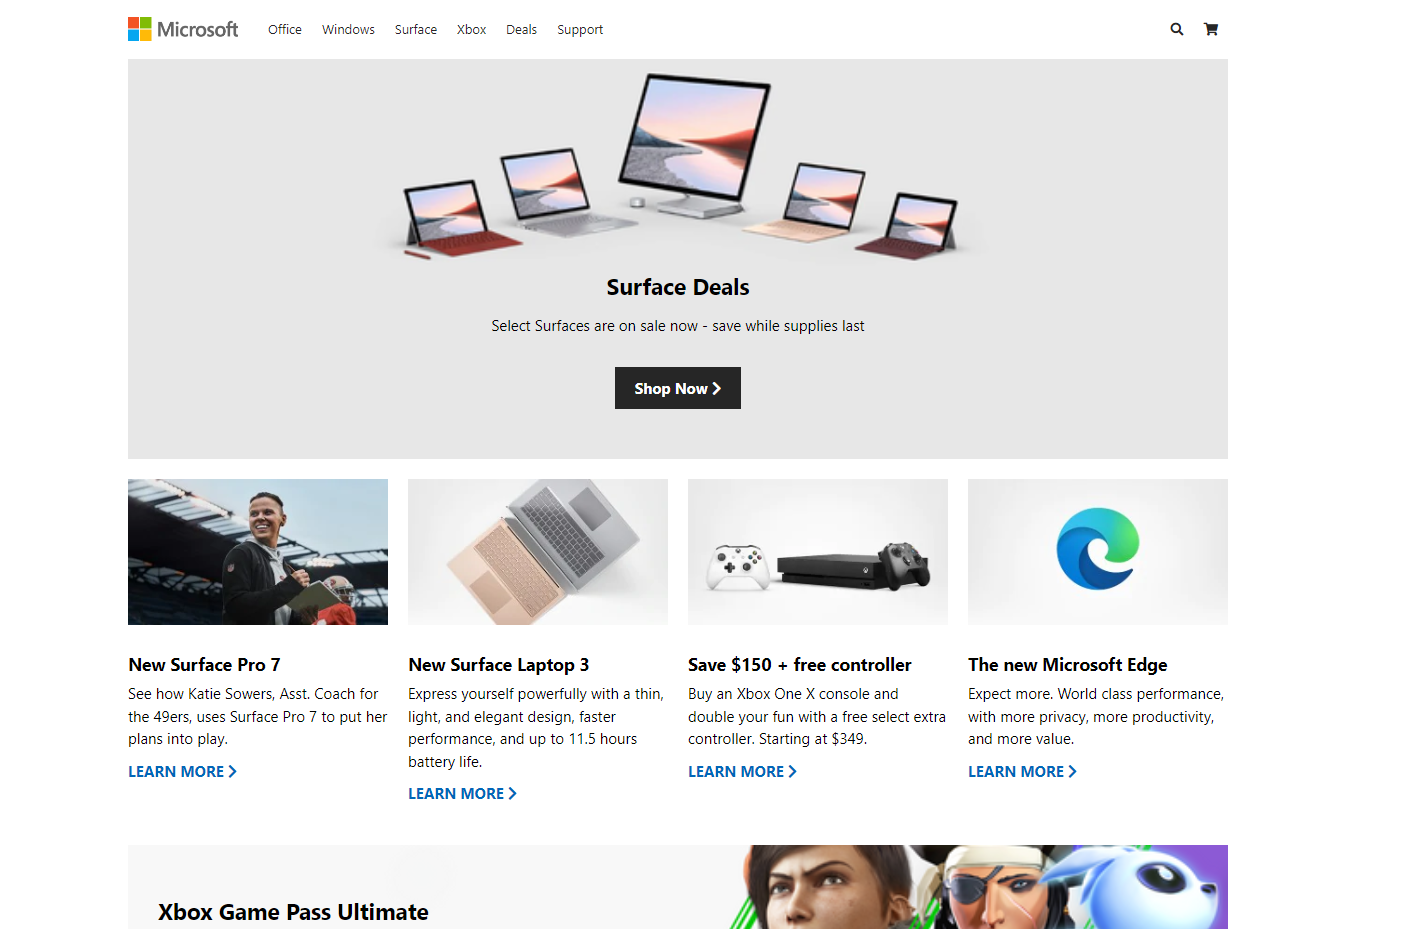 Microsoft Office Windows Surface Xbox Deals Support
Surface Deals
Select Surfaces are on sale now - save while supplies last
Shop Now
New Surface Pro 7
See how Katie Sowers, Asst. Coach for
the 49ers, uses Surface Pro 7 to put her
plans into play.
LEARN MORE
New Surface Laptop 3
Express yourself powerfully with a thin,
light, and elegant design, faster
performance, and up to 11.5 hours
battery life.
LEARN MORE
Save $150 + free controller
Buy an Xbox One X console and
double your fun with a free select extra
controller. Starting at $349.
LEARN MORE
The new Microsoft Edge
Expect more. World class performance,
with more privacy, more productivity,
and more value.
LEARN MORE
Xbox Game Pass Ultimate